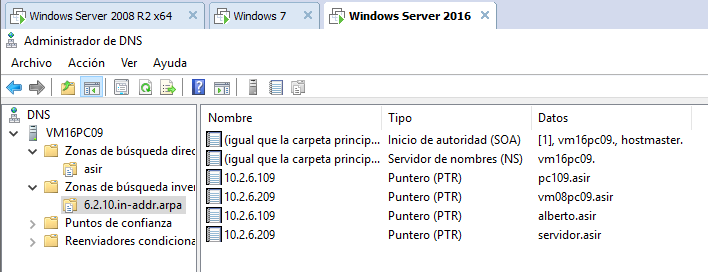 Windows Server 2008 R2 x64 Windows 7 Windows Server 2016
Administrador de DNS
Archivo Acción Ver Ayuda
DNS
VM16PC09
Zonas de búsqueda direc
asir
Zonas de búsqueda inver
6.2.10.in-addr.arpa
Puntos de confianza
Reenviadores condiciona
Nombre Tipo Datos
(igual que la carpeta princip... Inicio de autoridad (SOA) [1], vm16pc09., hostmaster.
(igual que la carpeta princip... Servidor de nombres (NS) vm16pc09.
10.2.6.109 Puntero (PTR) pc109.asir
10.2.6.209 Puntero (PTR) vm08pc09.asir
10.2.6.109 Puntero (PTR) alberto.asir
10.2.6.209 Puntero (PTR) servidor.asir